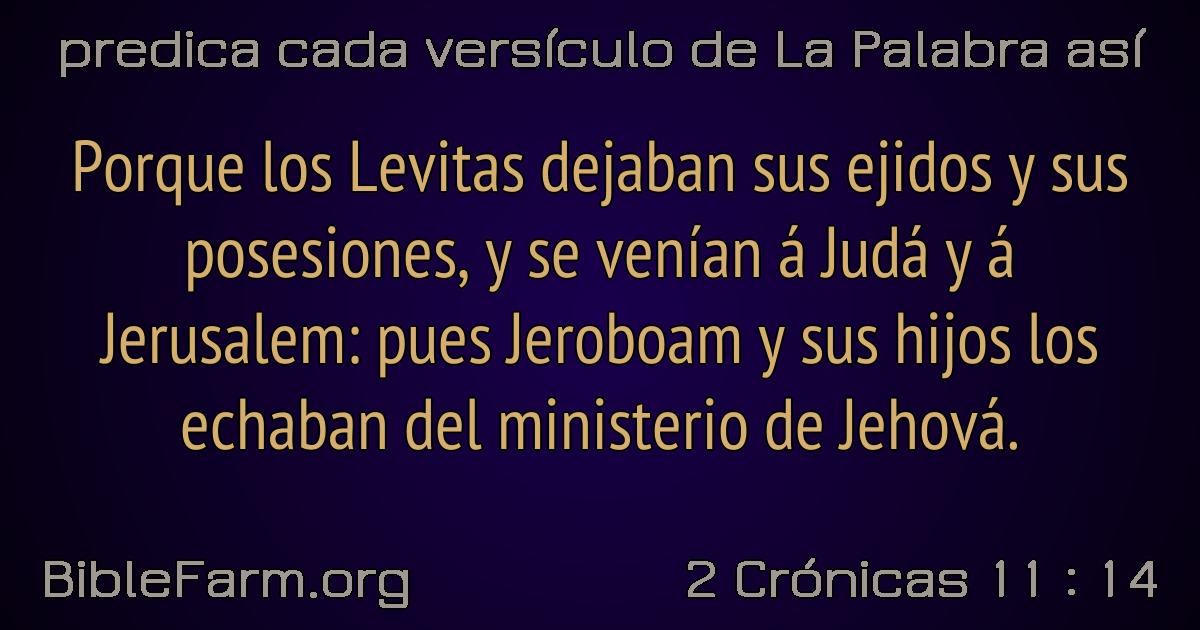 predica cada versículo de La Palabra así
Porque los Levitas dejaban sus ejidos y sus
posesiones, y se venían á Judá y á
Jerusalem: pues Jeroboam y sus hijos los
echaban del ministerio de Jehová.
BibleFarm.org
2 Crónicas 11 : 14